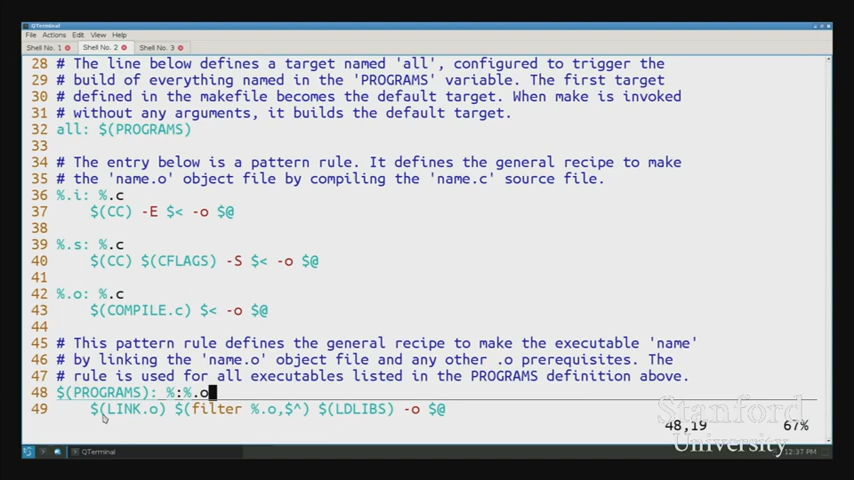 QTerminal
File Actions Edit View Help
Shell No. 1 Shell No. 2 Shell No. 3
28 # The line below defines a target named 'all', configured to trigger the
29 # build of everything named in the 'PROGRAMS' variable. The first target
30 # defined in the makefile becomes the default target. When make is invoked
31 # without any arguments, it builds the default target.
32 all: $(PROGRAMS)
33
34 # The entry below is a pattern rule. It defines the general recipe to make
35 # the 'name.o' object file by compiling the 'name.c' source file.
36 %.i: %.c
37 $(CC) -E $< -o $@
38
39 %.s: %.c
40 $(CC) $(CFLAGS) -S $< -o $@
41
42 %.o: %.c
43 $(COMPILE.c) $< -o $@
44
45 # This pattern rule defines the general recipe to make the executable 'name'
46 # by linking the 'name.o' object file and any other .o prerequisites. The
47 # rule is used for all executables listed in the PROGRAMS definition above.
48 $(PROGRAMS): %:%.o
49 $(LINK.o) $(filter %.o,$^) $(LDLIBS) -o $@
48,19 67%
Stanford
University
QTerminal
12:37 PM